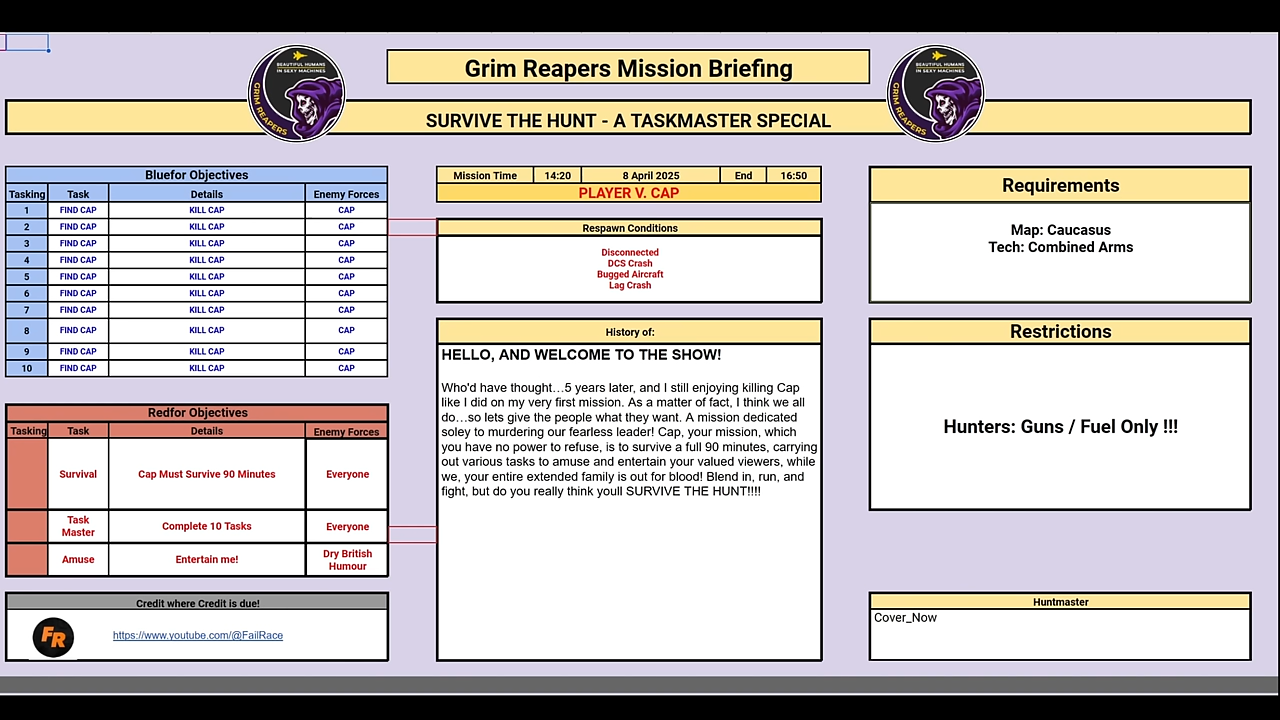 Grim Reapers Mission Briefing
BEAUTIFUL HUMANS
IN SEXY MACHINES
GRIM REAPERS
BEAUTIFUL HUMANS
IN SEXY MACHINES
GRIM REAPERS
SURVIVE THE HUNT - A TASKMASTER SPECIAL
Bluefor Objectives
Tasking Task Details Enemy Forces
1 FIND CAP KILL CAP CAP
2 FIND CAP KILL CAP CAP
3 FIND CAP KILL CAP CAP
4 FIND CAP KILL CAP CAP
5 FIND CAP KILL CAP CAP
6 FIND CAP KILL CAP CAP
7 FIND CAP KILL CAP CAP
8 FIND CAP KILL CAP CAP
9 FIND CAP KILL CAP CAP
10 FIND CAP KILL CAP CAP
Redfor Objectives
Tasking Task Details Enemy Forces
Survival Cap Must Survive 90 Minutes Everyone
Task
Master Complete 10 Tasks Everyone
Amuse Entertain me! Dry British
Humour
Credit where Credit is due!
FR https://www.youtube.com/@FailRace
Mission Time 14:20 8 April 2025 End 16:50
PLAYER V. CAP
Respawn Conditions
Disconnected
DCS Crash
Bugged Aircraft
Lag Crash
History of:
HELLO, AND WELCOME TO THE SHOW!
Who'd have thought...5 years later, and I still enjoying killing Cap
like I did on my very first mission. As a matter of fact, I think we all
do...so lets give the people what they want. A mission dedicated
soley to murdering our fearless leader! Cap, your mission, which
you have no power to refuse, is to survive a full 90 minutes, carrying
out various tasks to amuse and entertain your valued viewers, while
we, your entire extended family is out for blood! Blend in, run, and
fight, but do you really think youll SURVIVE THE HUNT!!!!
Requirements
Map: Caucasus
Tech: Combined Arms
Restrictions
Hunters: Guns / Fuel Only !!!
Huntmaster
Cover_Now